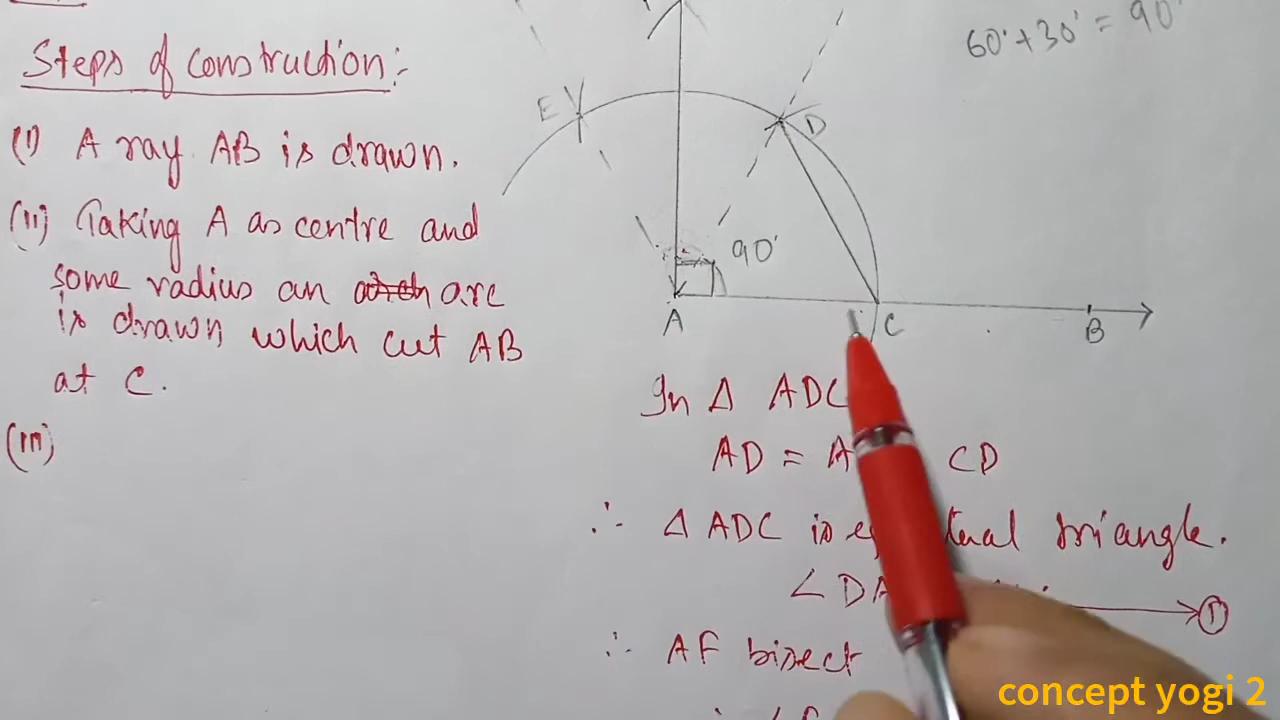 Steps of construction:-
(I) A ray AB is drawn.
(II) Taking A as centre and
some radius an arc
is drawn which cut AB
at C.
(III)
60° + 30° = 90°
E
D
90°
A
C
B
In Δ ADC
AD = A CD
∴ Δ ADC is triangle.
∠DA
①
∴ AF bisect
concept yogi 2